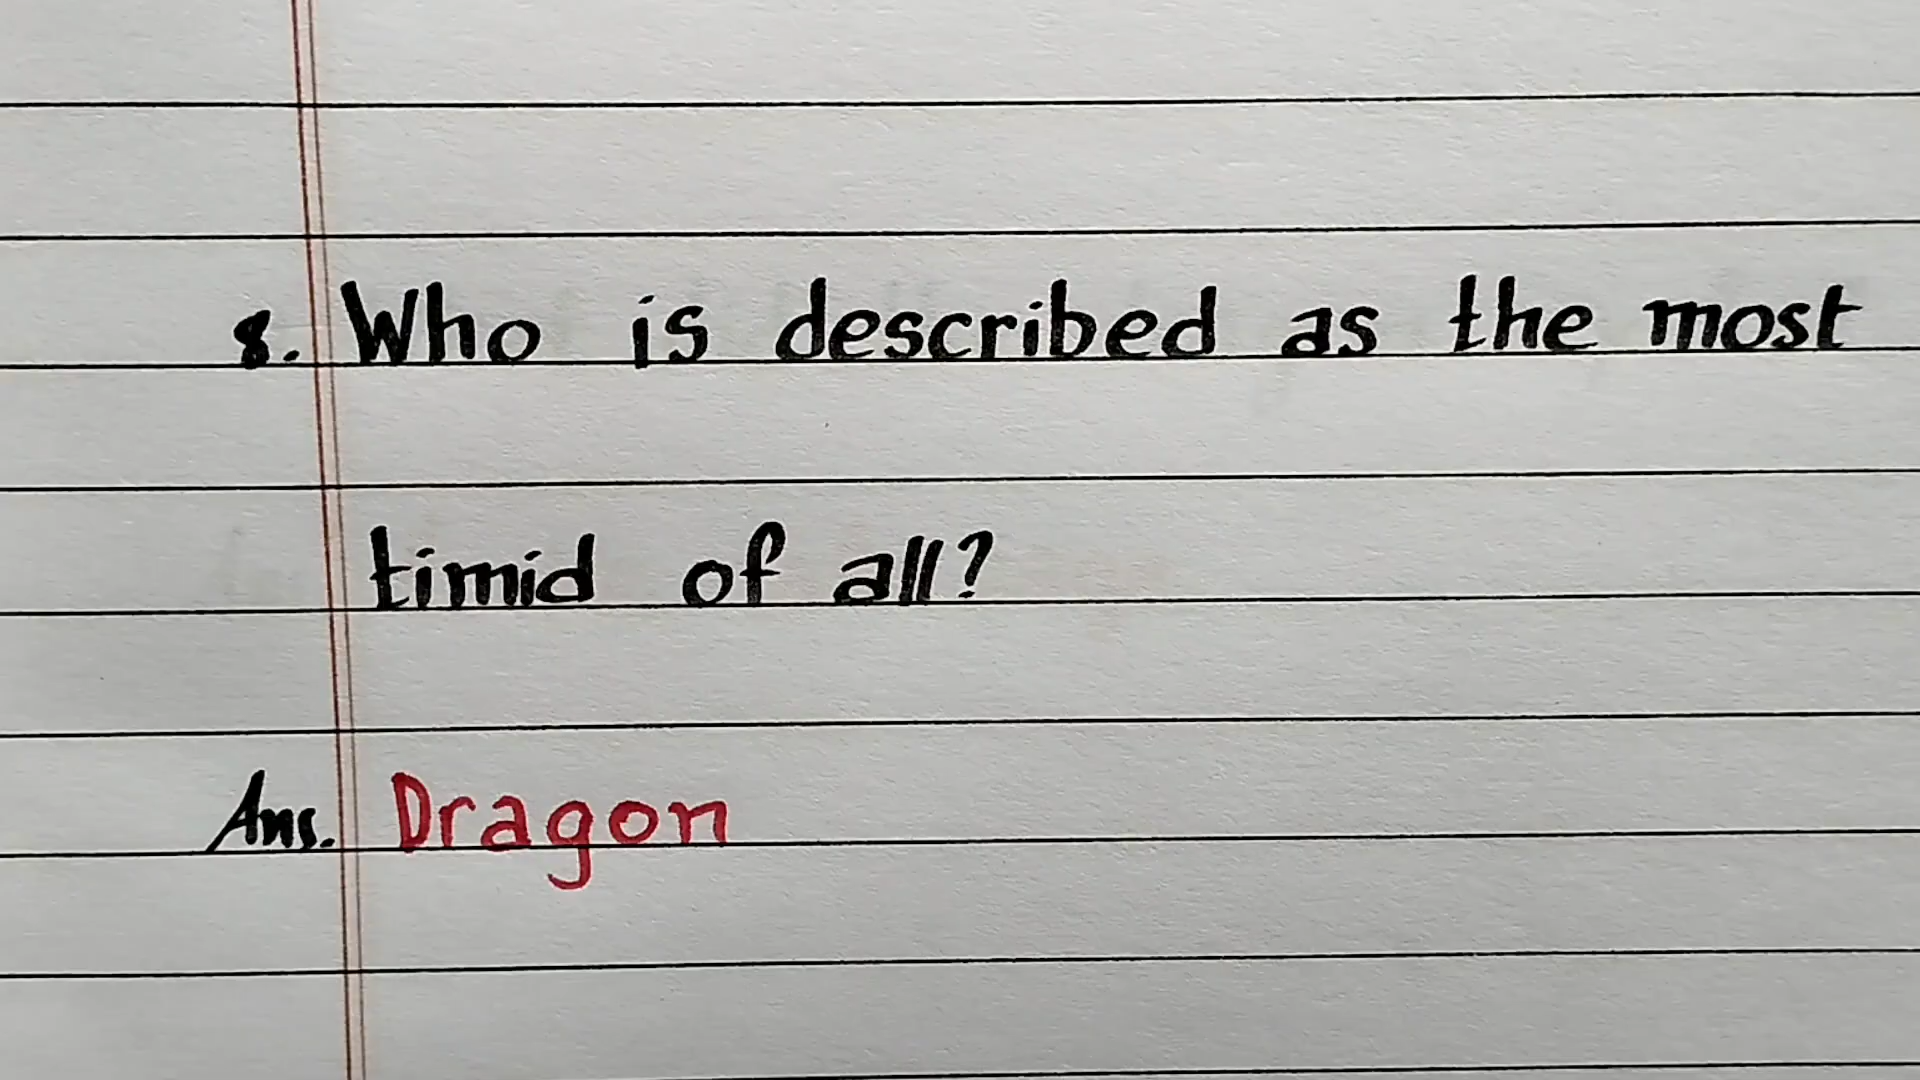 8. Who is described as the most
timid of all?
Ans. Dragon